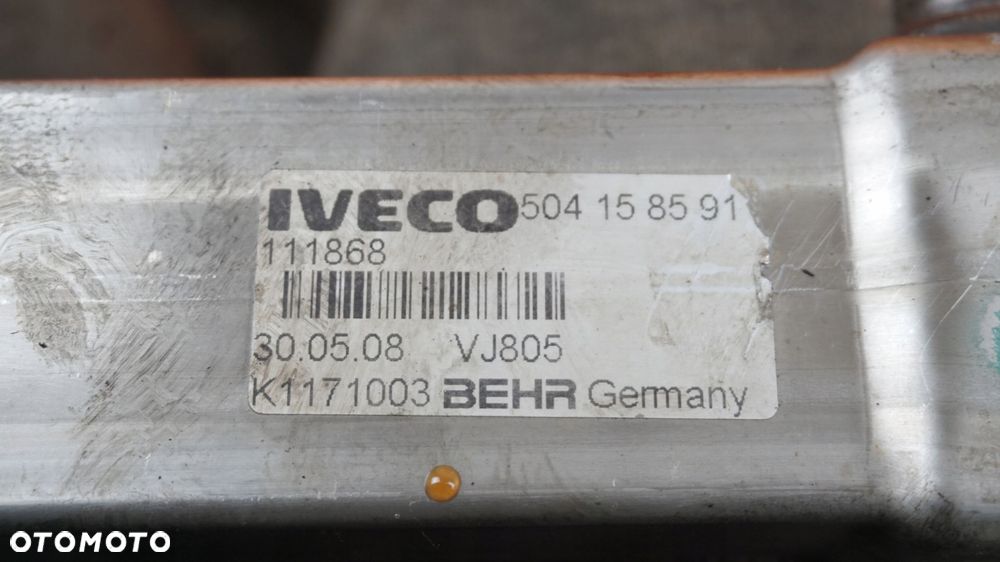 IVECO 504 15 85 91
111868
30.05.08 VJ805
K1171003 BEHR Germany
OTOMOTO